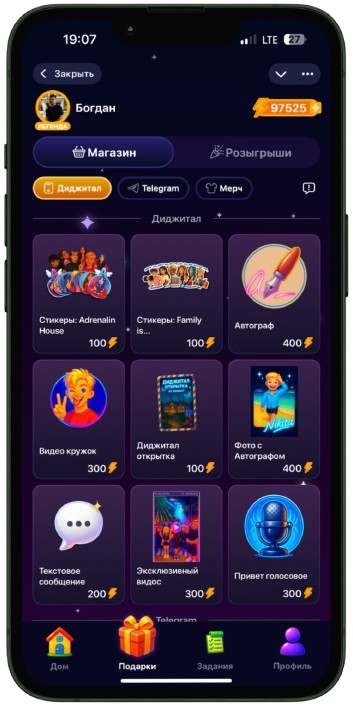 19:07
LTE 27
Закрыть
Богдан
97525
ЛЕГЕНДА
Магазин
Розыгрыши
Диджитал
Telegram
Мерч
Диджитал
Стикеры: Adrenalin
House
100
Стикеры: Family
is...
100
Автограф
400
Видео кружок
300
ДИДЖИТАЛ
ОТКРЫТКА
Диджитал
открытка
100
Nikita
Фото с
Автографом
400
Текстовое
сообщение
200
Эксклюзивный
видос
300
Привет голосовое
300
Telegram
Дом
Подарки
Задания
Профиль